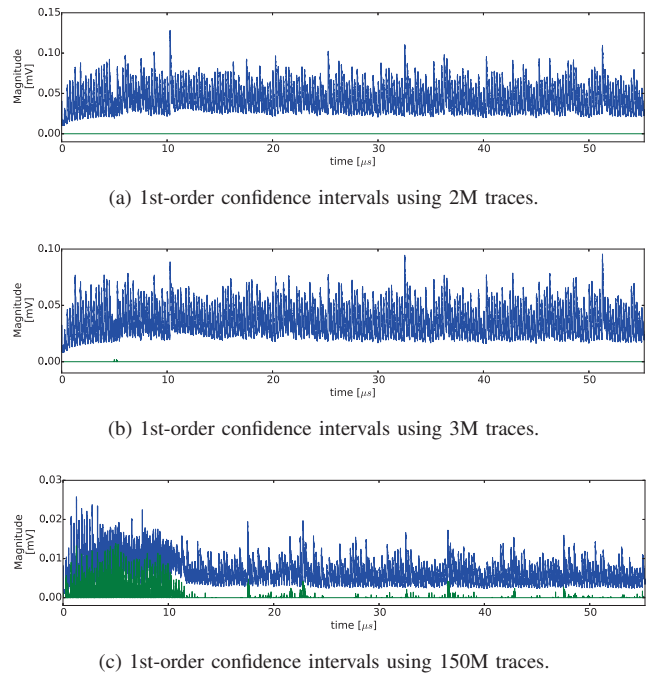 0.15
0.10
0.05
0.00
Magnitude
[mV]
0 10 20 30 40 50
time [μs]
(a) 1st-order confidence intervals using 2M traces.
0.10
0.05
0.00
Magnitude
[mV]
0 10 20 30 40 50
time [μs]
(b) 1st-order confidence intervals using 3M traces.
0.03
0.02
0.01
0.00
Magnitude
[mV]
0 10 20 30 40 50
time [μs]
(c) 1st-order confidence intervals using 150M traces.